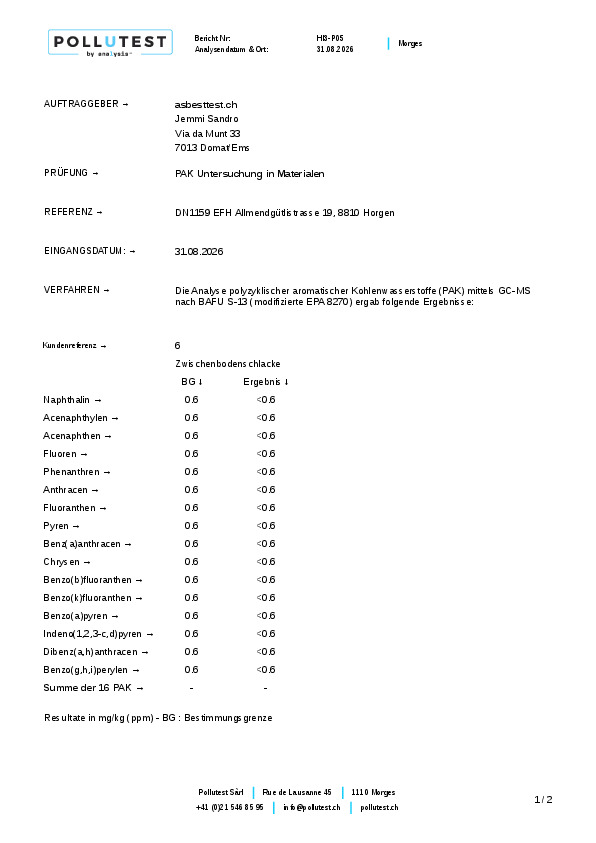 POLLUTEST
by analysis
Bericht Nr: HI8-P05
Analysendatum & Ort: 31.08.2026 Morges
AUFTRAGGEBER → asbesttest.ch
Jemmi Sandro
Via da Munt 33
7013 Domat/Ems
PRÜFUNG → PAK Untersuchung in Materialen
REFERENZ → DN1159 EFH Allmendgütlistrasse 19, 8810 Horgen
EINGANGSDATUM: → 31.08.2026
VERFAHREN → Die Analyse polyzyklischer aromatischer Kohlenwasserstoffe (PAK) mittels GC-MS
nach BAFU S-13 (modifizierte EPA 8270) ergab folgende Ergebnisse:
Kundenreferenz → 6
Zwischenbodenschlacke
BG ↓ Ergebnis ↓
Naphthalin → 0.6 <0.6
Acenaphthylen → 0.6 <0.6
Acenaphthen → 0.6 <0.6
Fluoren → 0.6 <0.6
Phenanthren → 0.6 <0.6
Anthracen → 0.6 <0.6
Fluoranthen → 0.6 <0.6
Pyren → 0.6 <0.6
Benz(a)anthracen → 0.6 <0.6
Chrysen → 0.6 <0.6
Benzo(b)fluoranthen → 0.6 <0.6
Benzo(k)fluoranthen → 0.6 <0.6
Benzo(a)pyren → 0.6 <0.6
Indeno(1,2,3-c,d)pyren → 0.6 <0.6
Dibenz(a,h)anthracen → 0.6 <0.6
Benzo(g,h,i)perylen → 0.6 <0.6
Summe der 16 PAK → - -
Resultate in mg/kg (ppm) - BG : Bestimmungsgrenze
Pollutest Sàrl | Rue de Lausanne 45 | 1110 Morges
+41 (0)21 546 85 95 | info@pollutest.ch | pollutest.ch
1 / 2